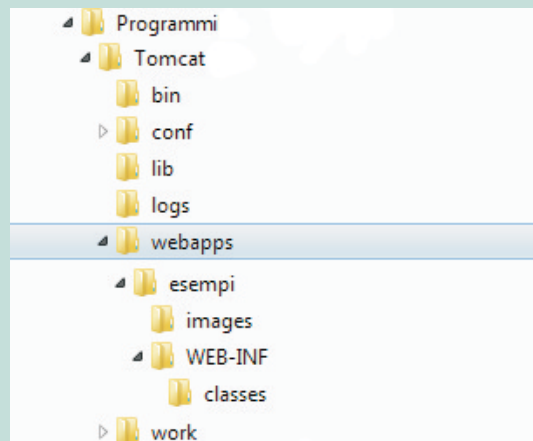 Programmi
Tomcat
bin
conf
lib
logs
webapps
esempi
images
WEB-INF
classes
work